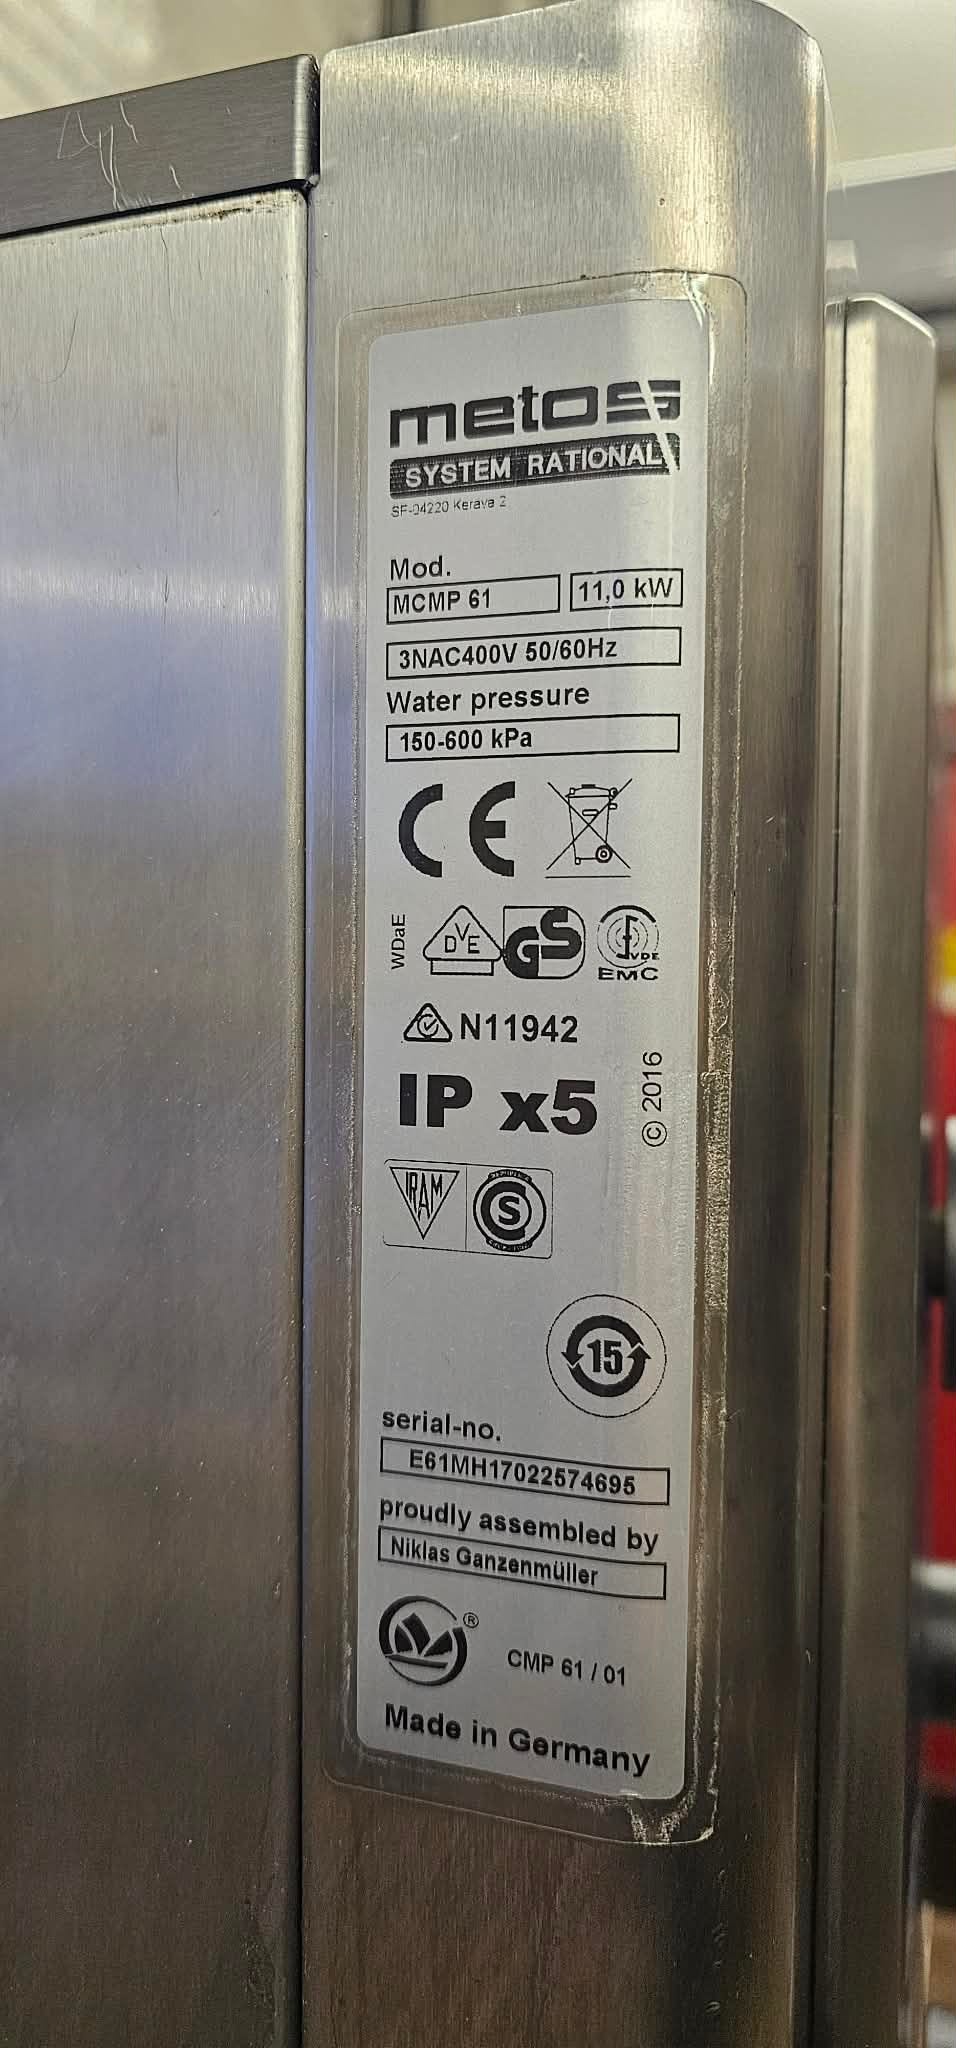 metos
SYSTEM RATIONAL
SF-04220 Kerava 2
Mod.
MCMP 61 11,0 kW
3NAC400V 50/60Hz
Water pressure
150-600 kPa
CE
WDaE DVE GS VDE
EMC
N11942
IP x5
© 2016
IRAM S
15
serial-no.
E61MH17022574695
proudly assembled by
Niklas Ganzenmüller
® CMP 61 / 01
Made in Germany